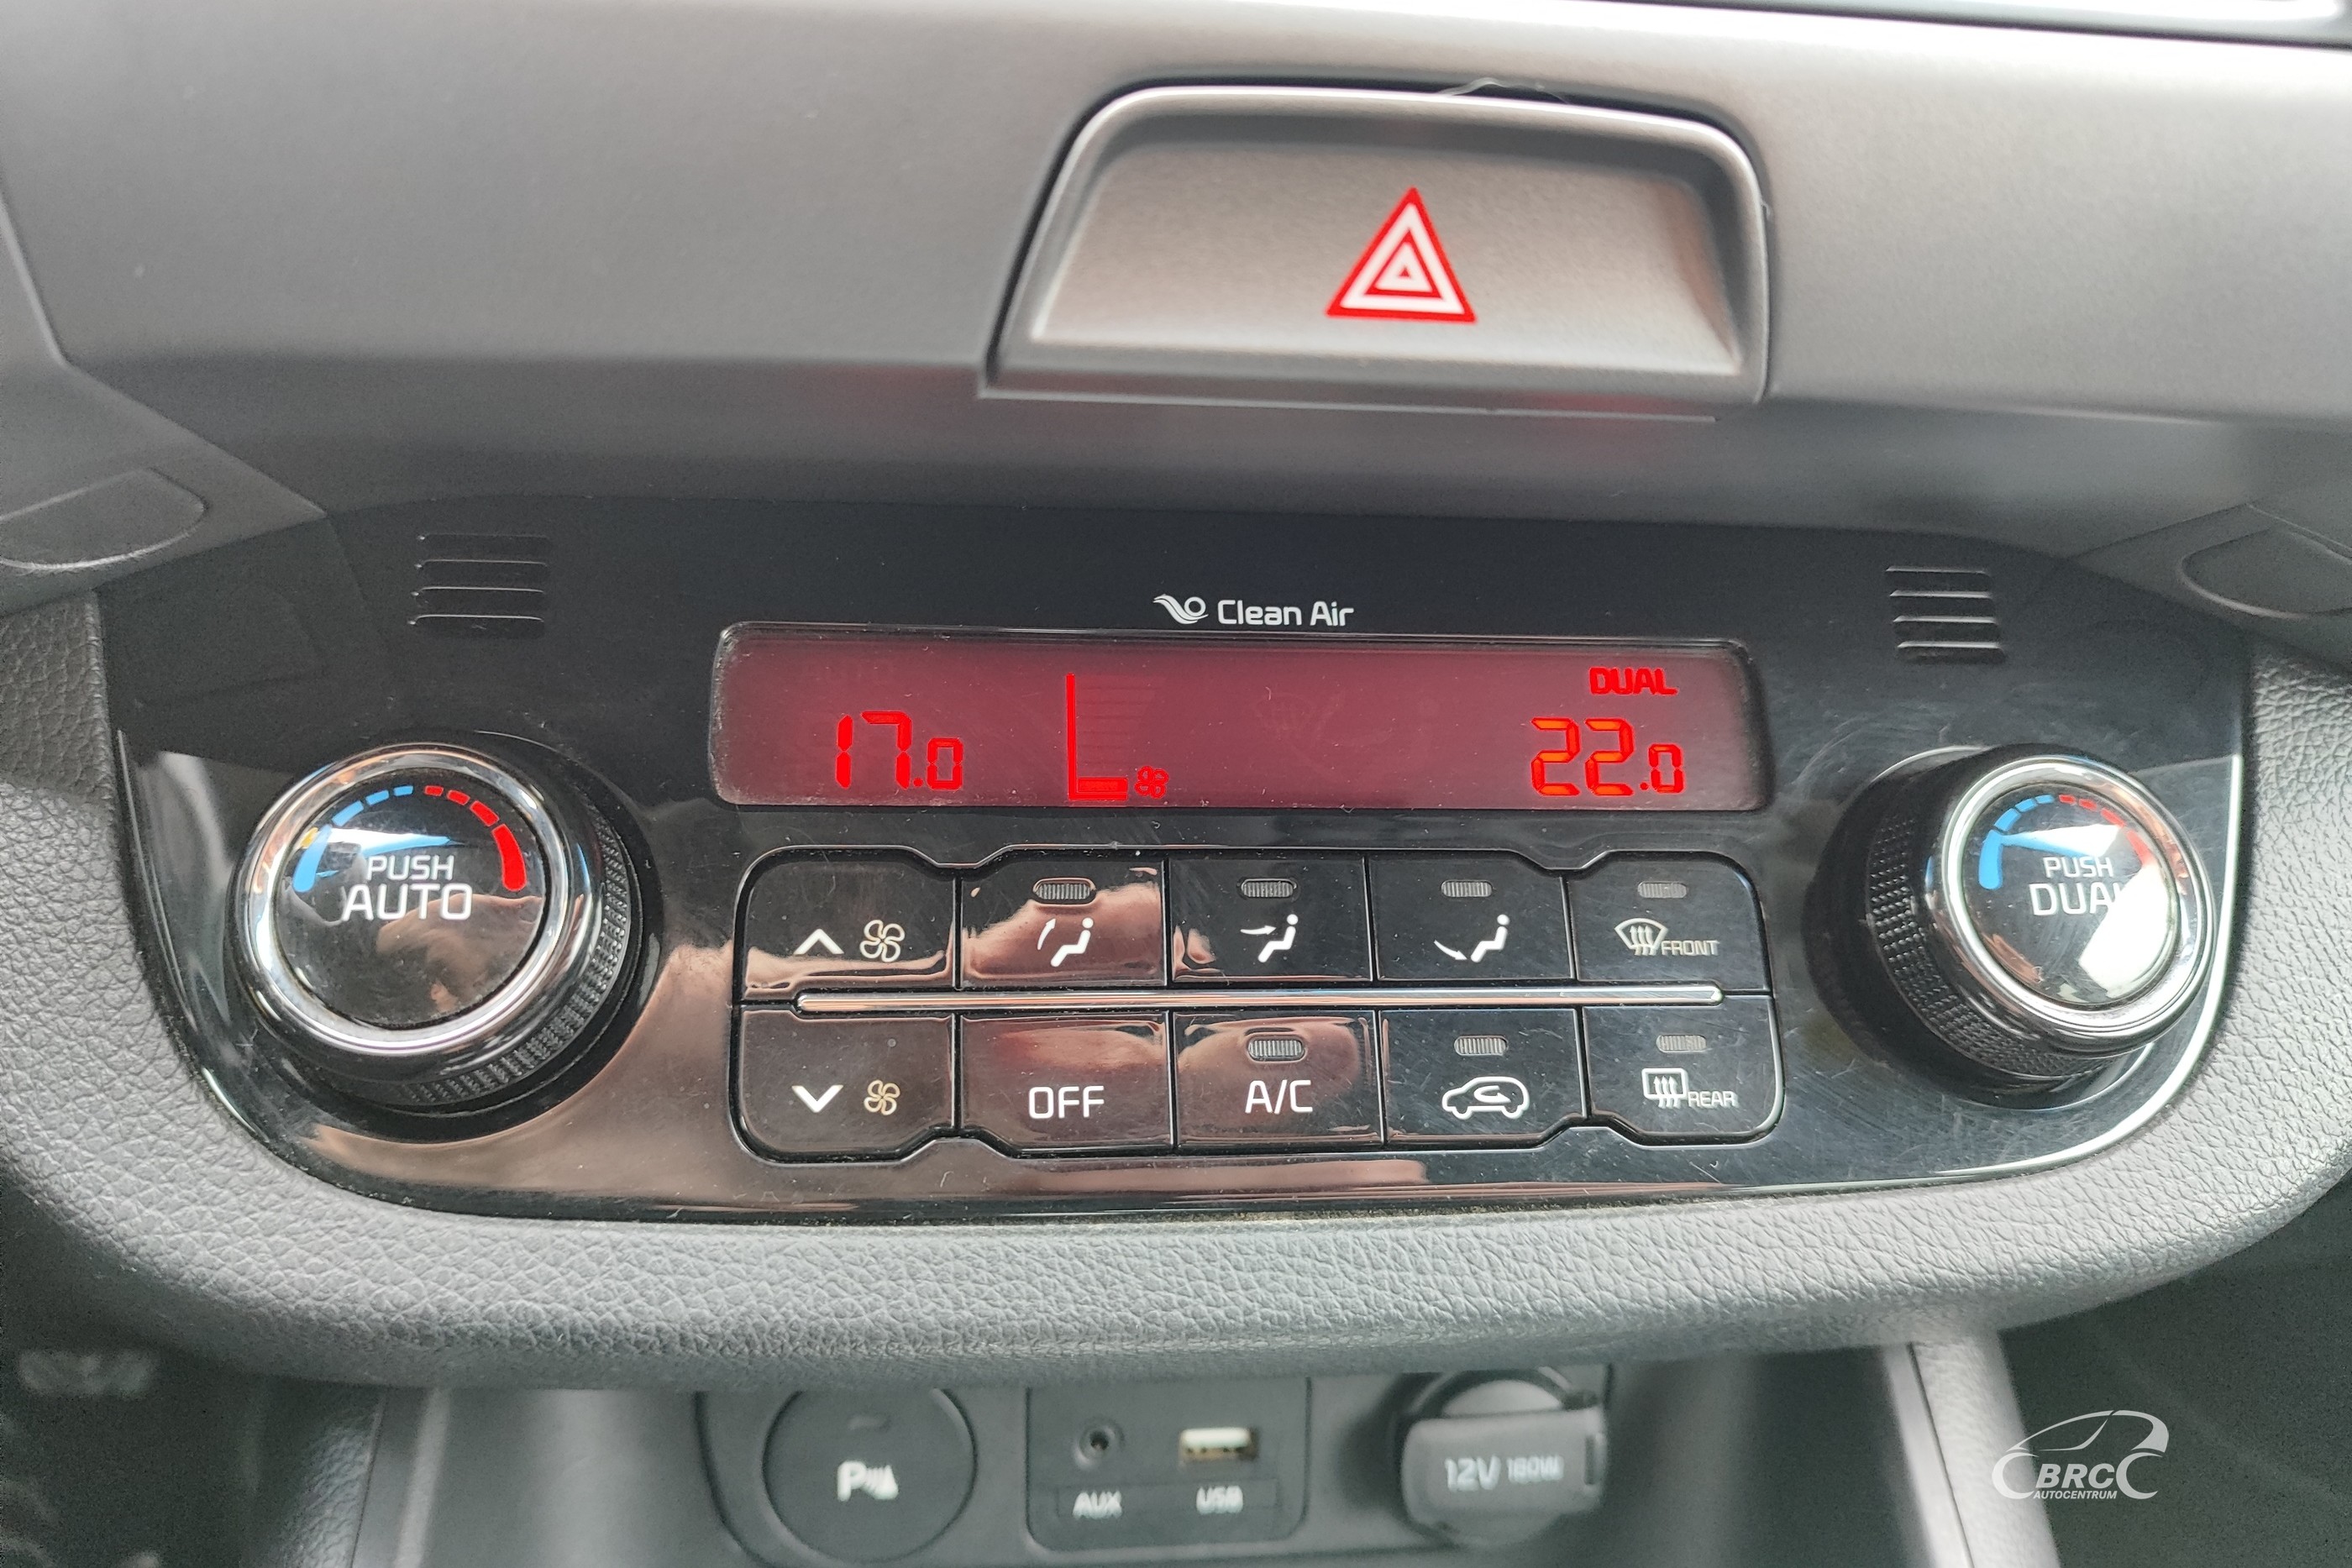 Clean Air
DUAL
17.0
22.0
PUSH
AUTO
PUSH
DUAL
FRONT
OFF
A/C
REAR
P
AUX
USB
12V 180W
BRC
AUTOCENTRUM